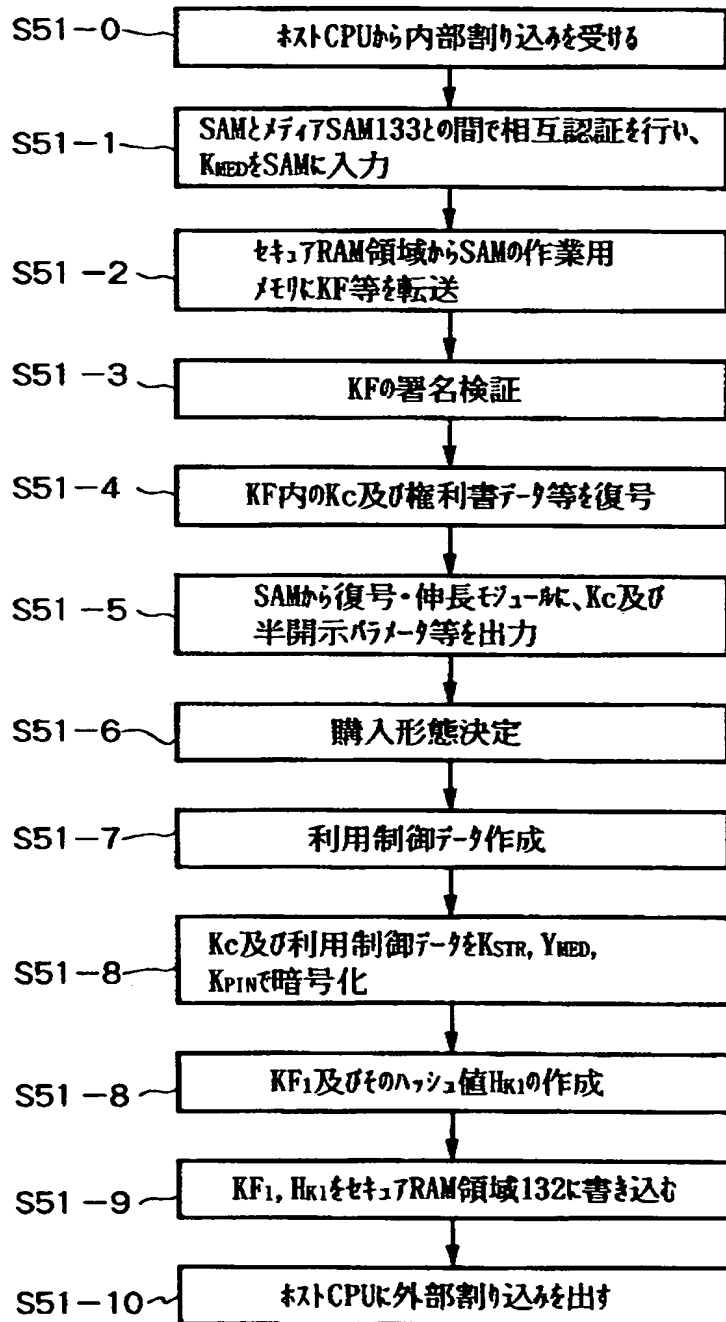 S51-0
ホストCPUから内部割り込みを受ける
S51-1
SAMとメディアSAM133との間で相互認証を行い、
KMEDをSAMに入力
S51-2
セキュアRAM領域からSAMの作業用
メモリにKF等を転送
S51-3
KFの署名検証
S51-4
KF内のKc及び権利書データ等を復号
S51-5
SAMから復号・伸長モジュールに、Kc及び
半開示パラメータ等を出力
S51-6
購入形態決定
S51-7
利用制御データ作成
S51-8
Kc及び利用制御データをKSTR, YMED,
KPINで暗号化
S51-8
KF1及びそのハッシュ値HK1の作成
S51-9
KF1, HK1をセキュアRAM領域132に書き込む
S51-10
ホストCPUに外部割り込みを出す